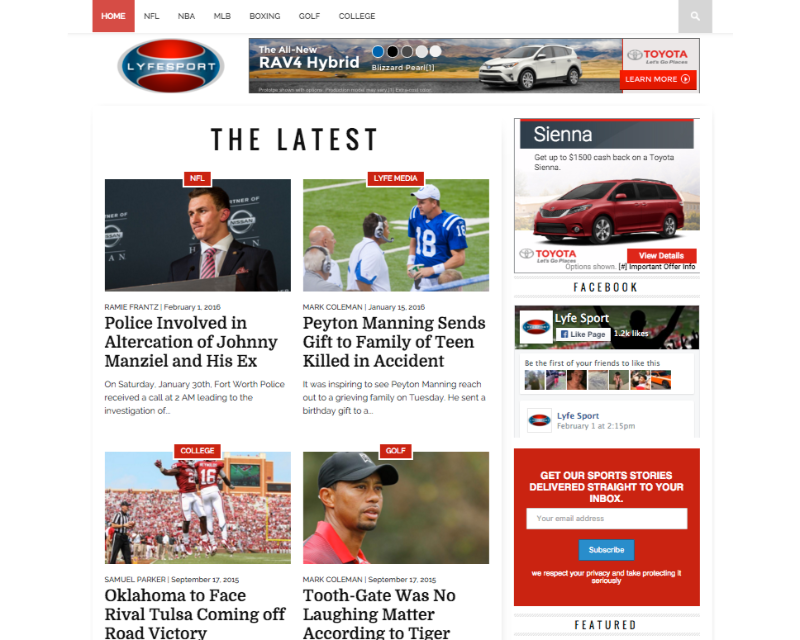 HOME NFL NBA MLB BOXING GOLF COLLEGE
LYFESPORT
The All-New
RAV4 Hybrid
Blizzard Pearl[1]
TOYOTA
Let's Go Places
LEARN MORE
THE LATEST
NFL
NISSAN
RAMIE FRANTZ | February 1, 2016
Police Involved in
Altercation of Johnny
Manziel and His Ex
On Saturday, January 30th, Fort Worth Police
received a call at 2 AM leading to the
investigation of...
LYFE MEDIA
18
MARK COLEMAN | January 15, 2016
Peyton Manning Sends
Gift to Family of Teen
Killed in Accident
It was inspiring to see Peyton Manning reach
out to a grieving family on Tuesday. He sent a
birthday gift to a...
COLLEGE
16
SAMUEL PARKER | September 17, 2015
Oklahoma to Face
Rival Tulsa Coming off
Road Victory
GOLF
MARK COLEMAN | September 17, 2015
Tooth-Gate Was No
Laughing Matter
According to Tiger
Sienna
Get up to $1500 cash back on a Toyota
Sienna.
TOYOTA
Let's Go Places
View Details
Options shown. [#] Important Offer Info
FACEBOOK
Lyfe Sport
Like Page
1.2k likes
Be the first of your friends to like this
Lyfe Sport
February 1 at 2:15pm
GET OUR SPORTS STORIES
DELIVERED STRAIGHT TO YOUR
INBOX.
Your email address
Subscribe
we respect your privacy and take protecting it
seriously
FEATURED